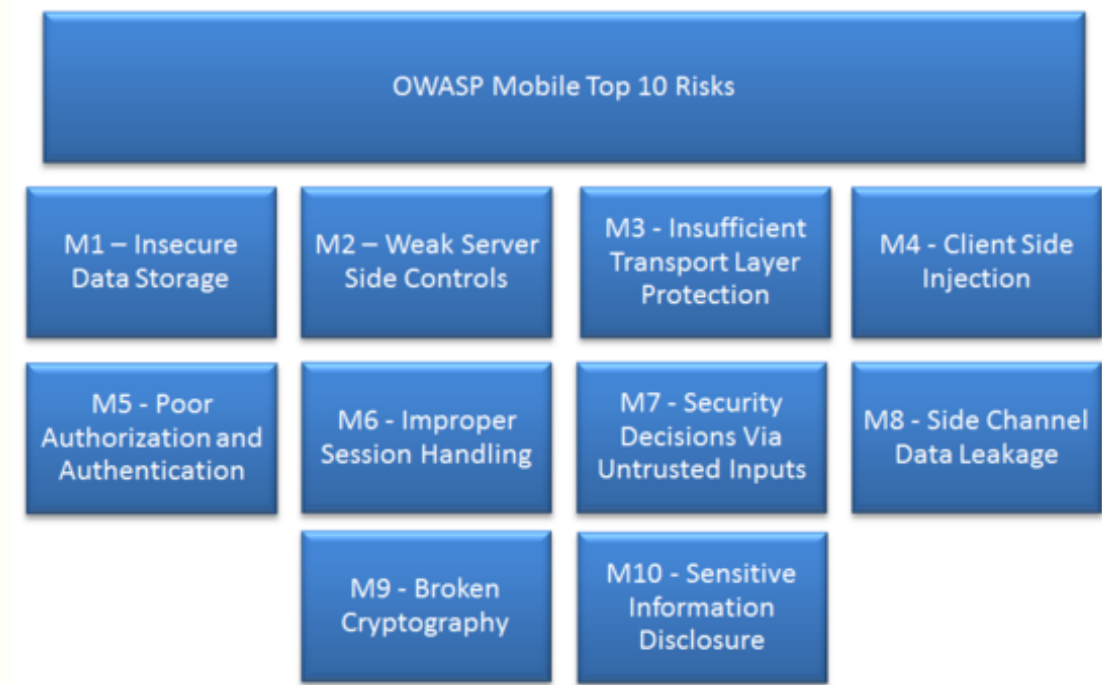 OWASP Mobile Top 10 Risks
M1 – Insecure
Data Storage
M2 – Weak Server
Side Controls
M3 - Insufficient
Transport Layer
Protection
M4 - Client Side
Injection
M5 - Poor
Authorization and
Authentication
M6 - Improper
Session Handling
M7 - Security
Decisions Via
Untrusted Inputs
M8 - Side Channel
Data Leakage
M9 - Broken
Cryptography
M10 - Sensitive
Information
Disclosure